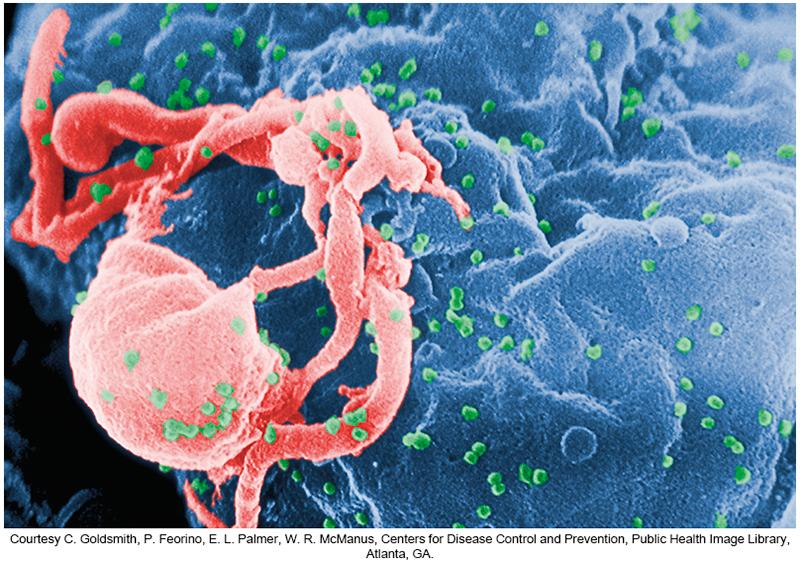 Courtesy C. Goldsmith, P. Feorino, E. L. Palmer, W. R. McManus, Centers for Disease Control and Prevention, Public Health Image Library,
Atlanta, GA.